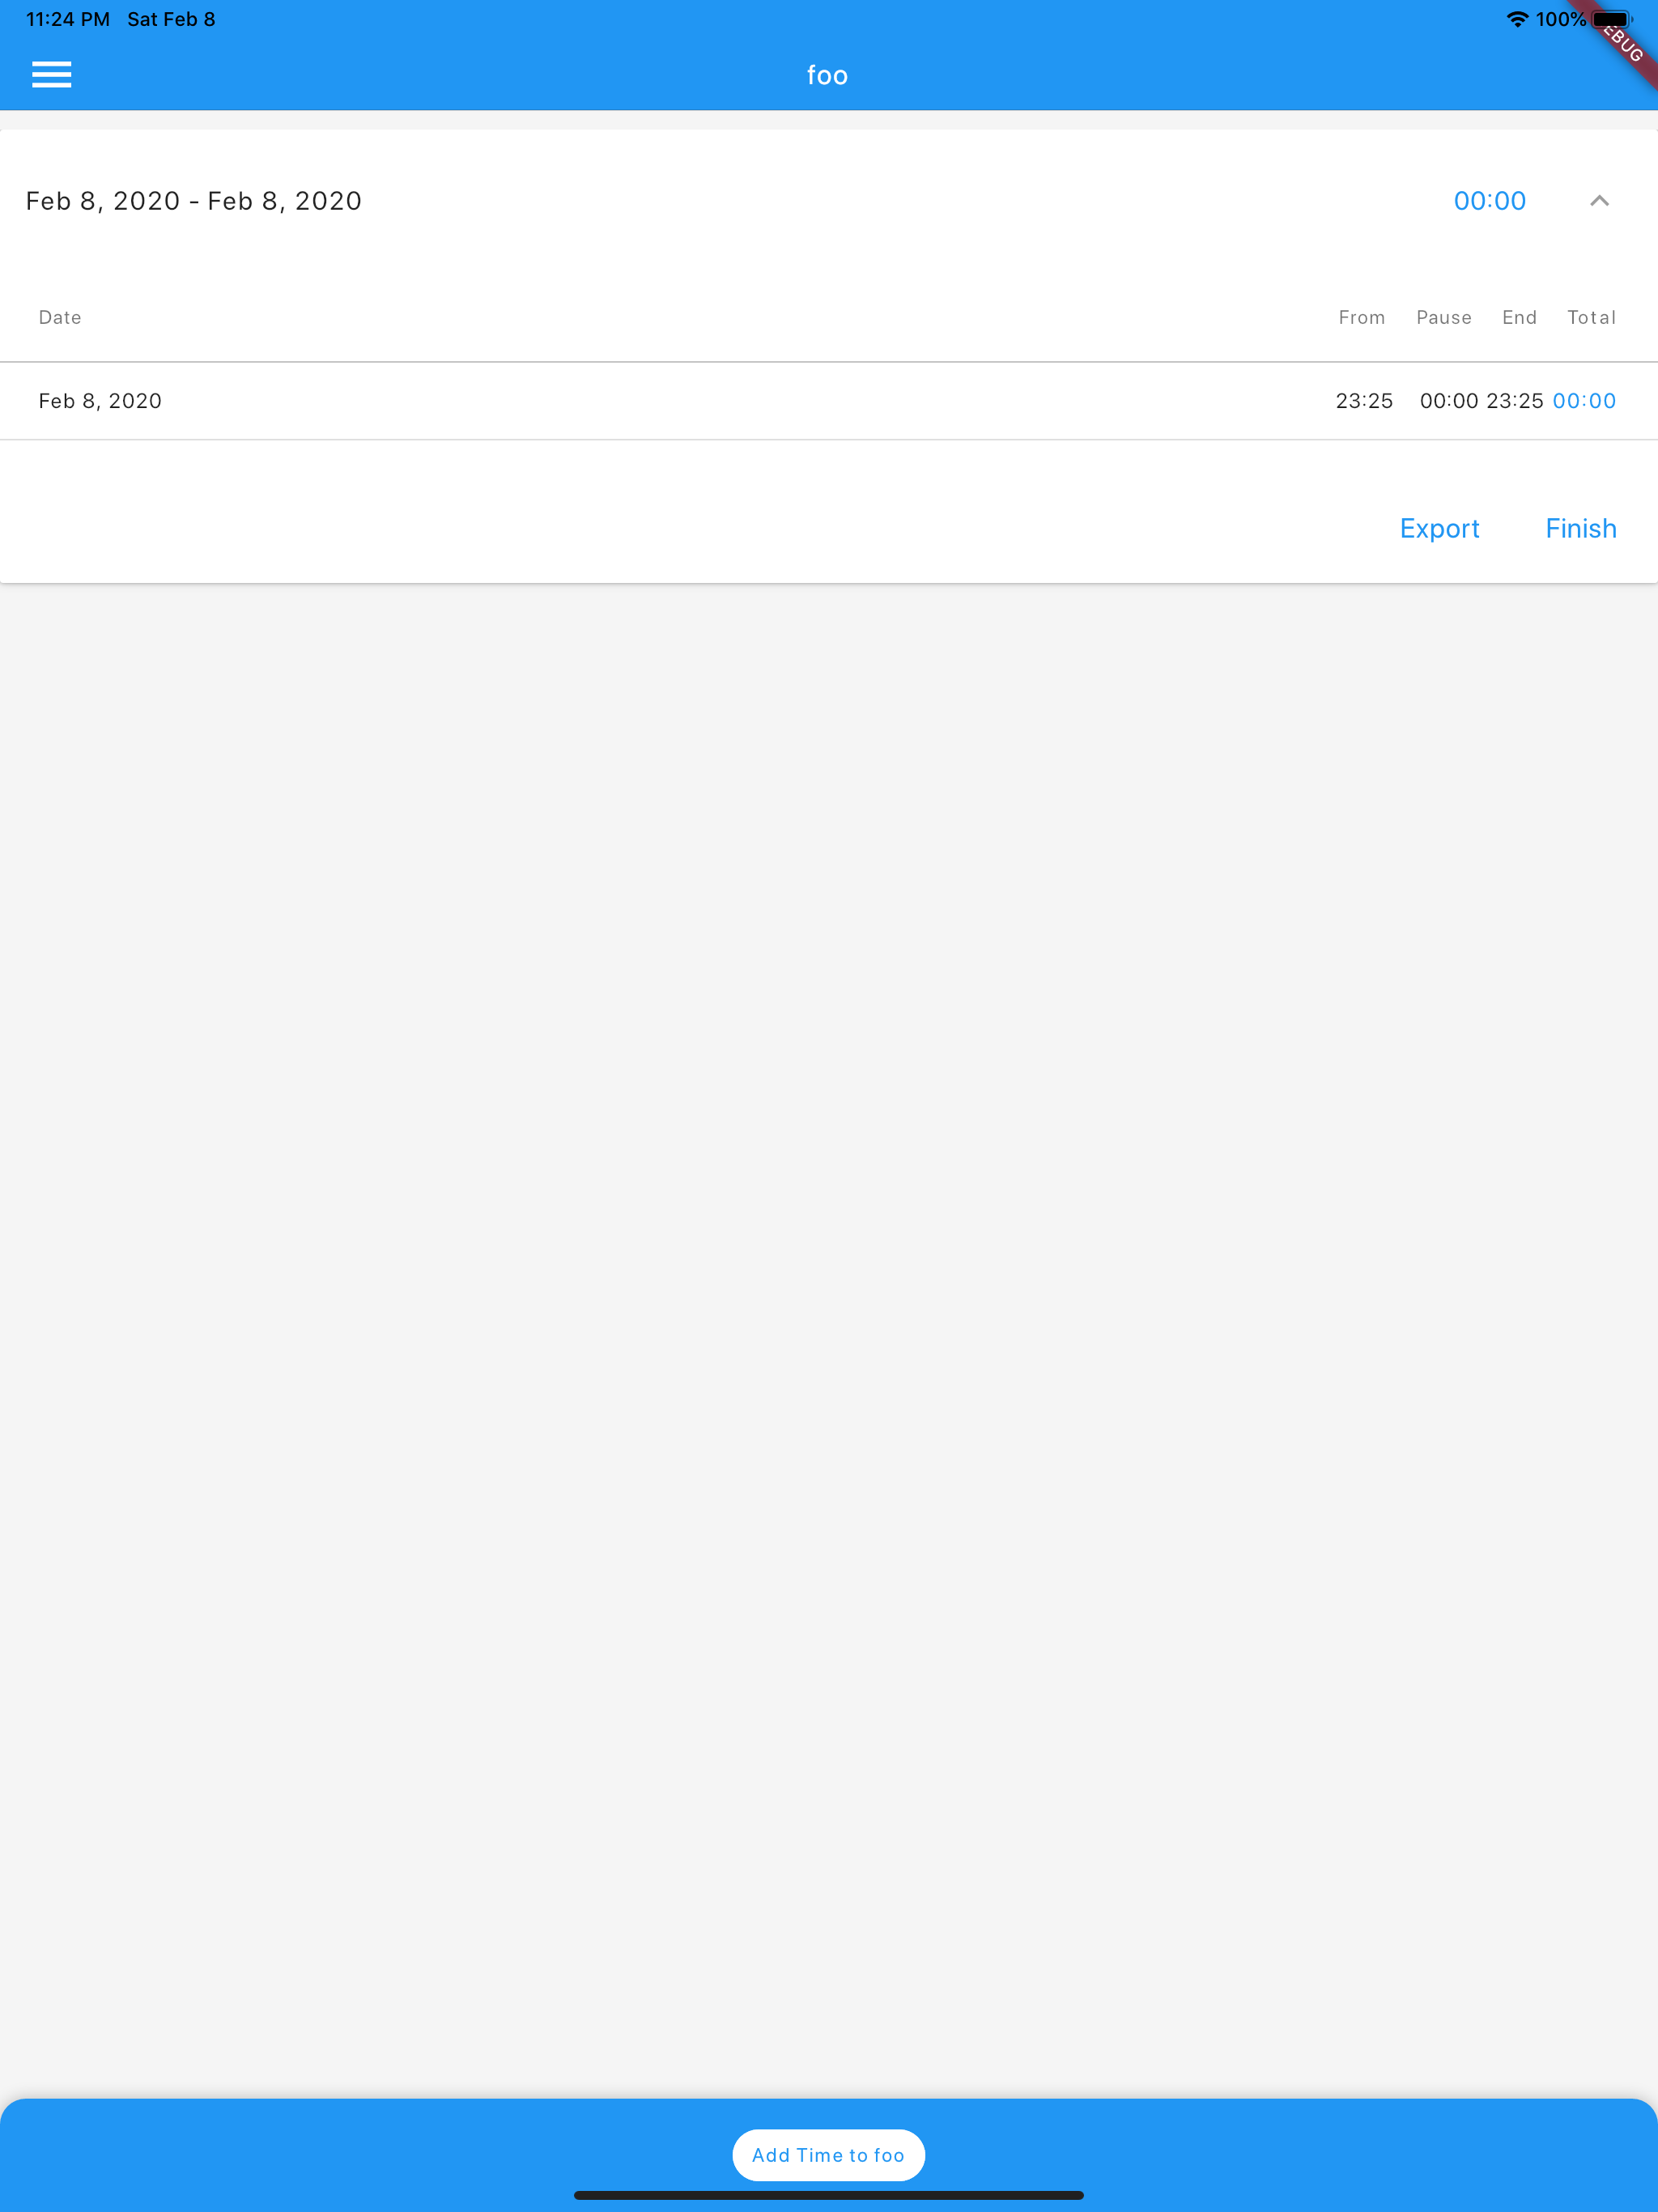 11:24 PM Sat Feb 8 100%
EBUG
foo
Feb 8, 2020 - Feb 8, 2020 00:00
Date From Pause End Total
Feb 8, 2020 23:25 00:00 23:25 00:00
Export Finish
Add Time to foo